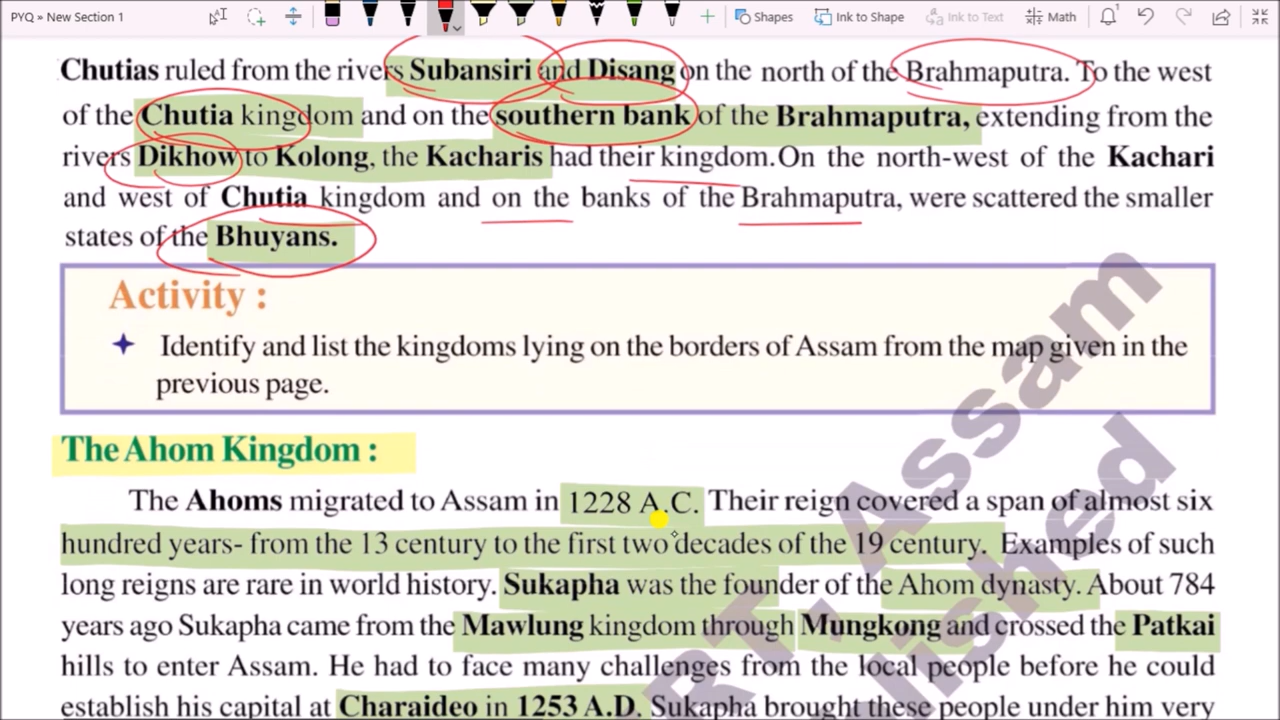 PYQ » New Section 1
Shapes
Ink to Shape
Ink to Text
Math
Chutias ruled from the rivers Subansiri and Disang on the north of the Brahmaputra. To the west
of the Chutia kingdom and on the southern bank of the Brahmaputra, extending from the
rivers Dikhow to Kolong, the Kacharis had their kingdom. On the north-west of the Kachari
and west of Chutia kingdom and on the banks of the Brahmaputra, were scattered the smaller
states of the Bhuyans.
Activity :
Identify and list the kingdoms lying on the borders of Assam from the map given in the
previous page.
The Ahom Kingdom :
The Ahoms migrated to Assam in 1228 A.C. Their reign covered a span of almost six
hundred years- from the 13 century to the first two decades of the 19 century. Examples of such
long reigns are rare in world history. Sukapha was the founder of the Ahom dynasty. About 784
years ago Sukapha came from the Mawlung kingdom through Mungkong and crossed the Patkai
hills to enter Assam. He had to face many challenges from the local people before he could
establish his capital at Charaideo in 1253 A.D. Sukapha brought these people under him very
RT, Assam
lished